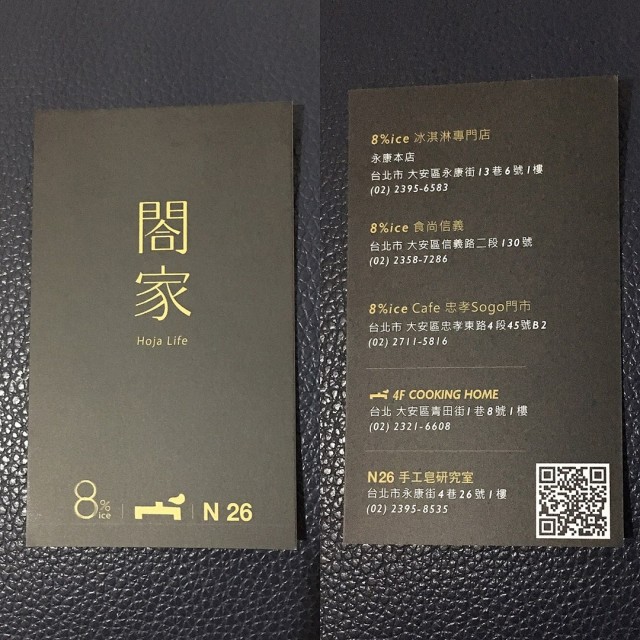 閤家
Hoja Life
8%ice
N 26
8%ice 冰淇淋專門店
永康本店
台北市 大安區永康街13巷6號1樓
(02) 2395-6583
8%ice 食尚信義
台北市 大安區信義路二段130號
(02) 2358-7286
8%ice Cafe 忠孝Sogo門市
台北市 大安區忠孝東路4段45號B2
(02) 2711-5816
4F COOKING HOME
台北 大安區青田街1巷8號1樓
(02) 2321-6608
N26 手工皂研究室
台北市永康街4巷26號1樓
(02) 2395-8535